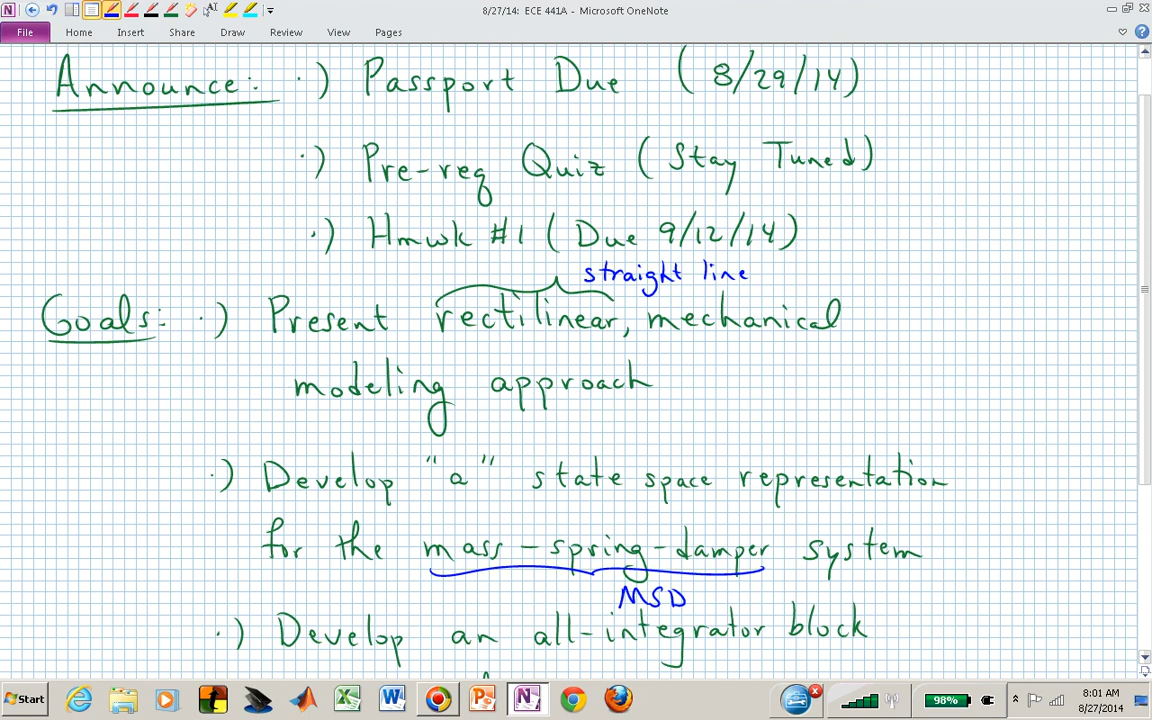 8/27/14: ECE 441A - Microsoft OneNote
File Home Insert Share Draw Review View Pages
Announce: ·) Passport Due (8/29/14)
·) Pre-req Quiz (Stay Tuned)
·) Hmwk #1 (Due 9/12/14)
straight line
Goals: ·) Present rectilinear, mechanical
modeling approach
·) Develop "a" state space representation
for the mass-spring-damper system
MSD
·) Develop an all-integrator block
Start 98% 8:01 AM
8/27/2014